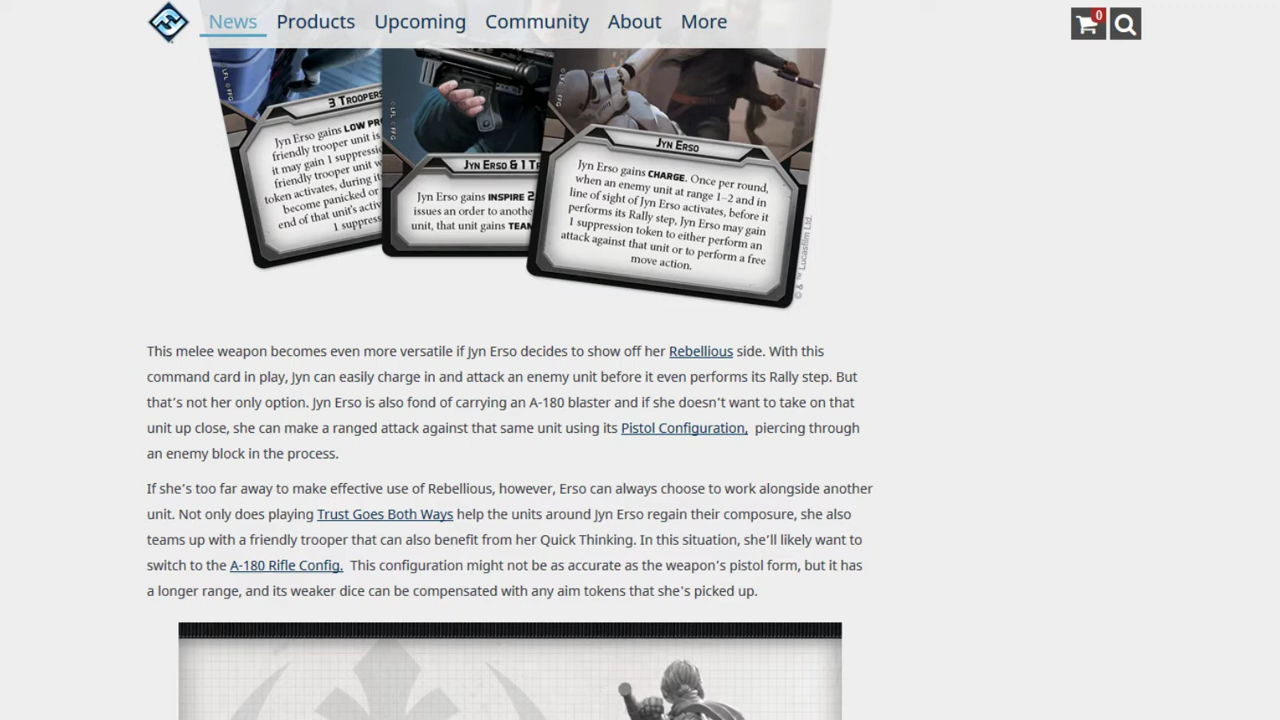 News Products Upcoming Community About More 0
3 TROOPERS
Jyn Erso gains LOW PRO
friendly trooper unit is
it may gain 1 suppressi
friendly trooper unit w
token activates, during it
become panicked or
end of that unit's activ
1 suppress
© LFL © FFG
JYN ERSO & 1 TR
Jyn Erso gains INSPIRE 2
issues an order to anothe
unit, that unit gains TEAM
© LFL © FFG
JYN ERSO
Jyn Erso gains CHARGE. Once per round,
when an enemy unit at range 1–2 and in
line of sight of Jyn Erso activates, before it
performs its Rally step, Jyn Erso may gain
1 suppression token to either perform an
attack against that unit or to perform a free
move action.
© LFL © FFG
© & ™ Lucasfilm Ltd.
This melee weapon becomes even more versatile if Jyn Erso decides to show off her Rebellious side. With this
command card in play, Jyn can easily charge in and attack an enemy unit before it even performs its Rally step. But
that's not her only option. Jyn Erso is also fond of carrying an A-180 blaster and if she doesn't want to take on that
unit up close, she can make a ranged attack against that same unit using its Pistol Configuration, piercing through
an enemy block in the process.
If she's too far away to make effective use of Rebellious, however, Erso can always choose to work alongside another
unit. Not only does playing Trust Goes Both Ways help the units around Jyn Erso regain their composure, she also
teams up with a friendly trooper that can also benefit from her Quick Thinking. In this situation, she'll likely want to
switch to the A-180 Rifle Config. This configuration might not be as accurate as the weapon's pistol form, but it has
a longer range, and its weaker dice can be compensated with any aim tokens that she's picked up.